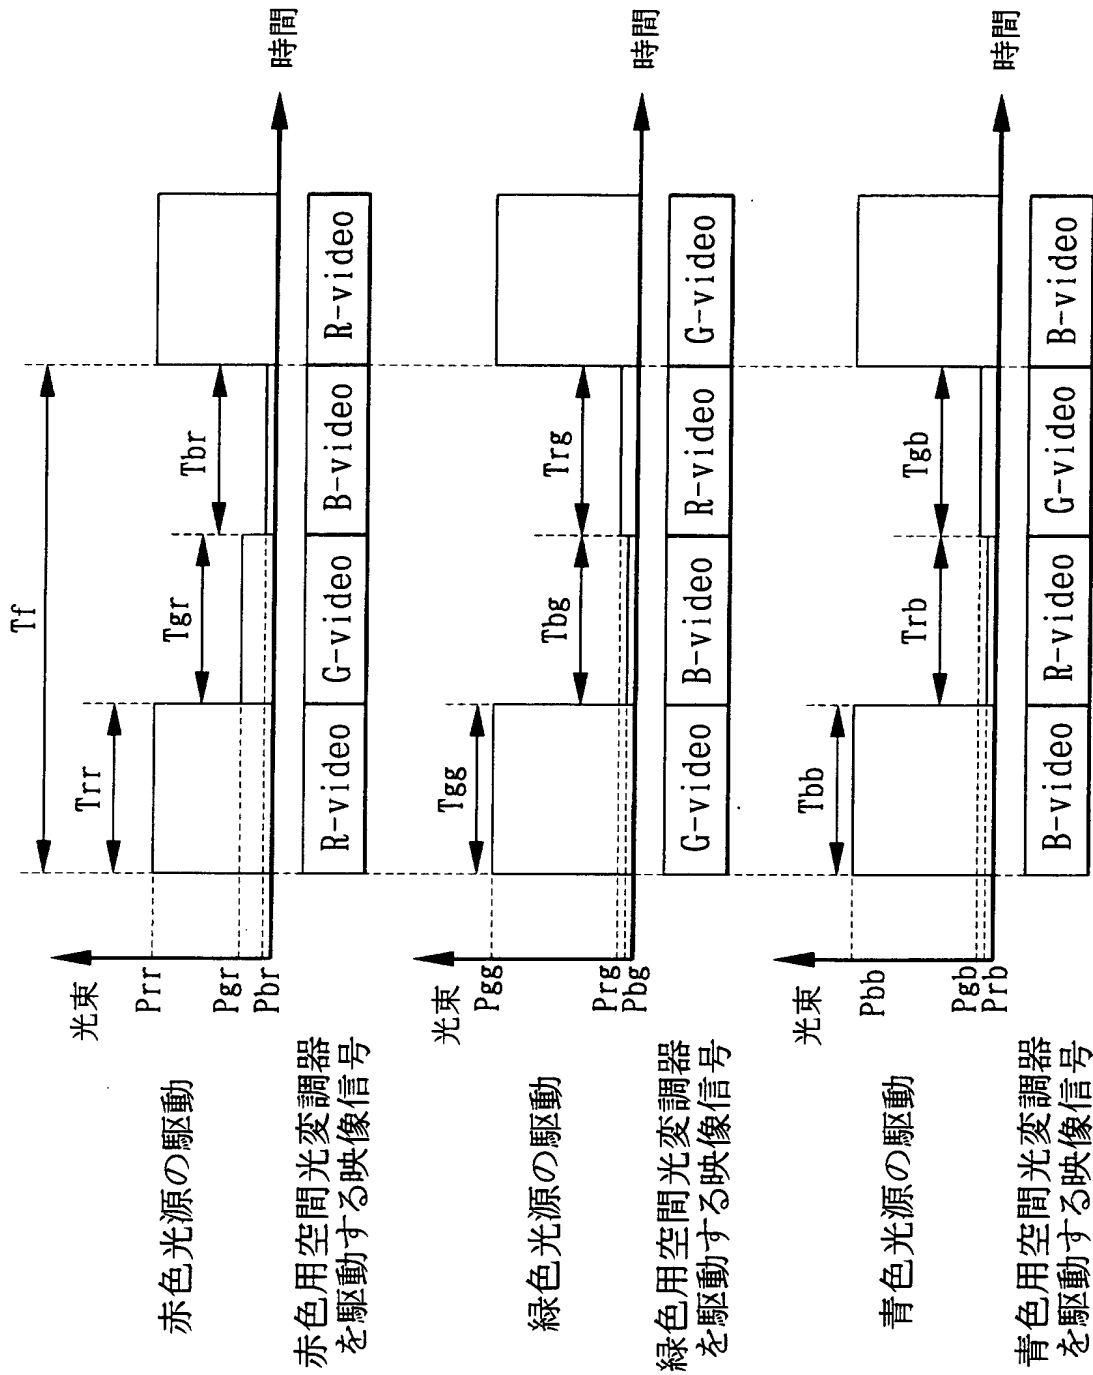 Tf
光束
Prr
Pgr
Pbr
Trr
Tgr
Tbr
時間
赤色光源の駆動
赤色用空間光変調器
を駆動する映像信号
R-video
G-video
B-video
R-video
光束
Pgg
Prg
Pbg
Tgg
Tbg
Trg
時間
緑色光源の駆動
緑色用空間光変調器
を駆動する映像信号
G-video
B-video
R-video
G-video
光束
Pbb
Pgb
Prb
Tbb
Trb
Tgb
時間
青色光源の駆動
青色用空間光変調器
を駆動する映像信号
B-video
R-video
G-video
B-video